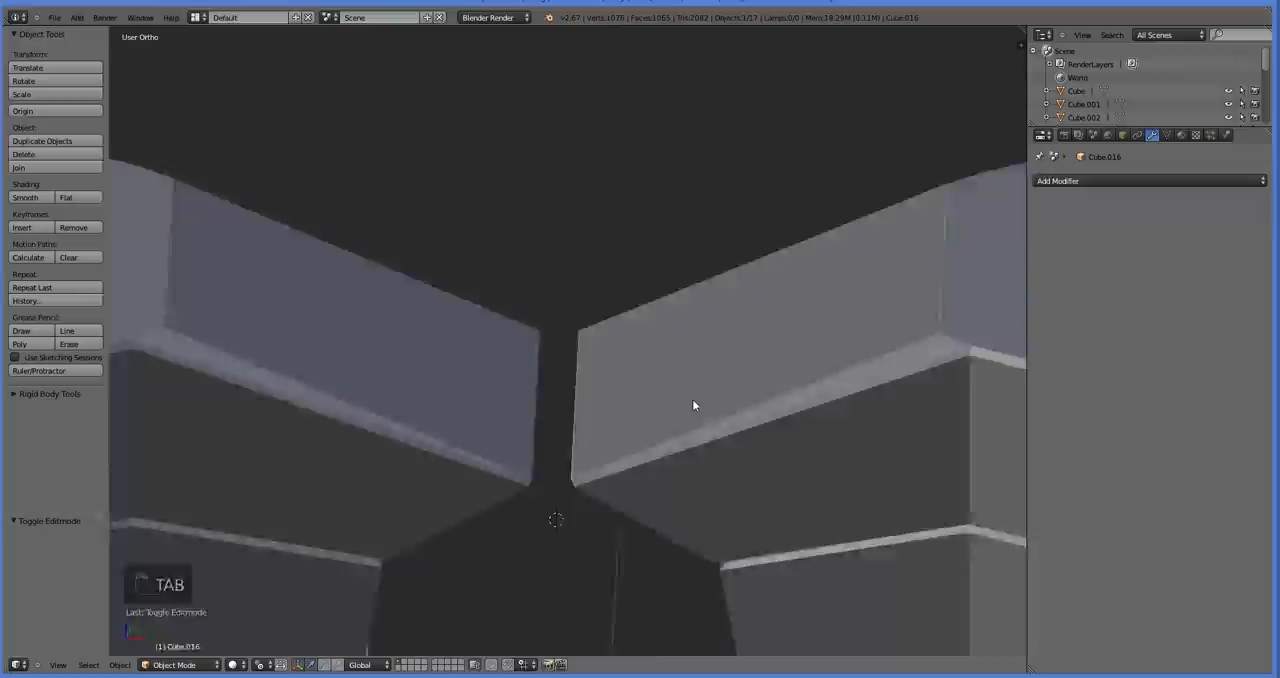 File Add Render Window Help Default Scene Blender Render v2.67 | Verts:1076 | Faces:1065 | Tris:2082 | Objects:1/17 | Lamps:0/0 | Mem:18.29M (0.11M) | Cube.016
Object Tools
Transform:
Translate
Rotate
Scale
Origin
Object:
Duplicate Objects
Delete
Join
Shading:
Smooth Flat
Keyframes:
Insert Remove
Motion Paths:
Calculate Clear
Repeat:
Repeat Last
History...
Grease Pencil:
Draw Line
Poly Erase
Use Sketching Sessions
Ruler/Protractor
Rigid Body Tools
Toggle Editmode
User Ortho
TAB
Last: Toggle Editmode
(1) Cube.016
View Select Object Object Mode Global
View Search All Scenes
Scene
RenderLayers |
World
Cube |
Cube.001 |
Cube.002 |
Cube.016
Add Modifier